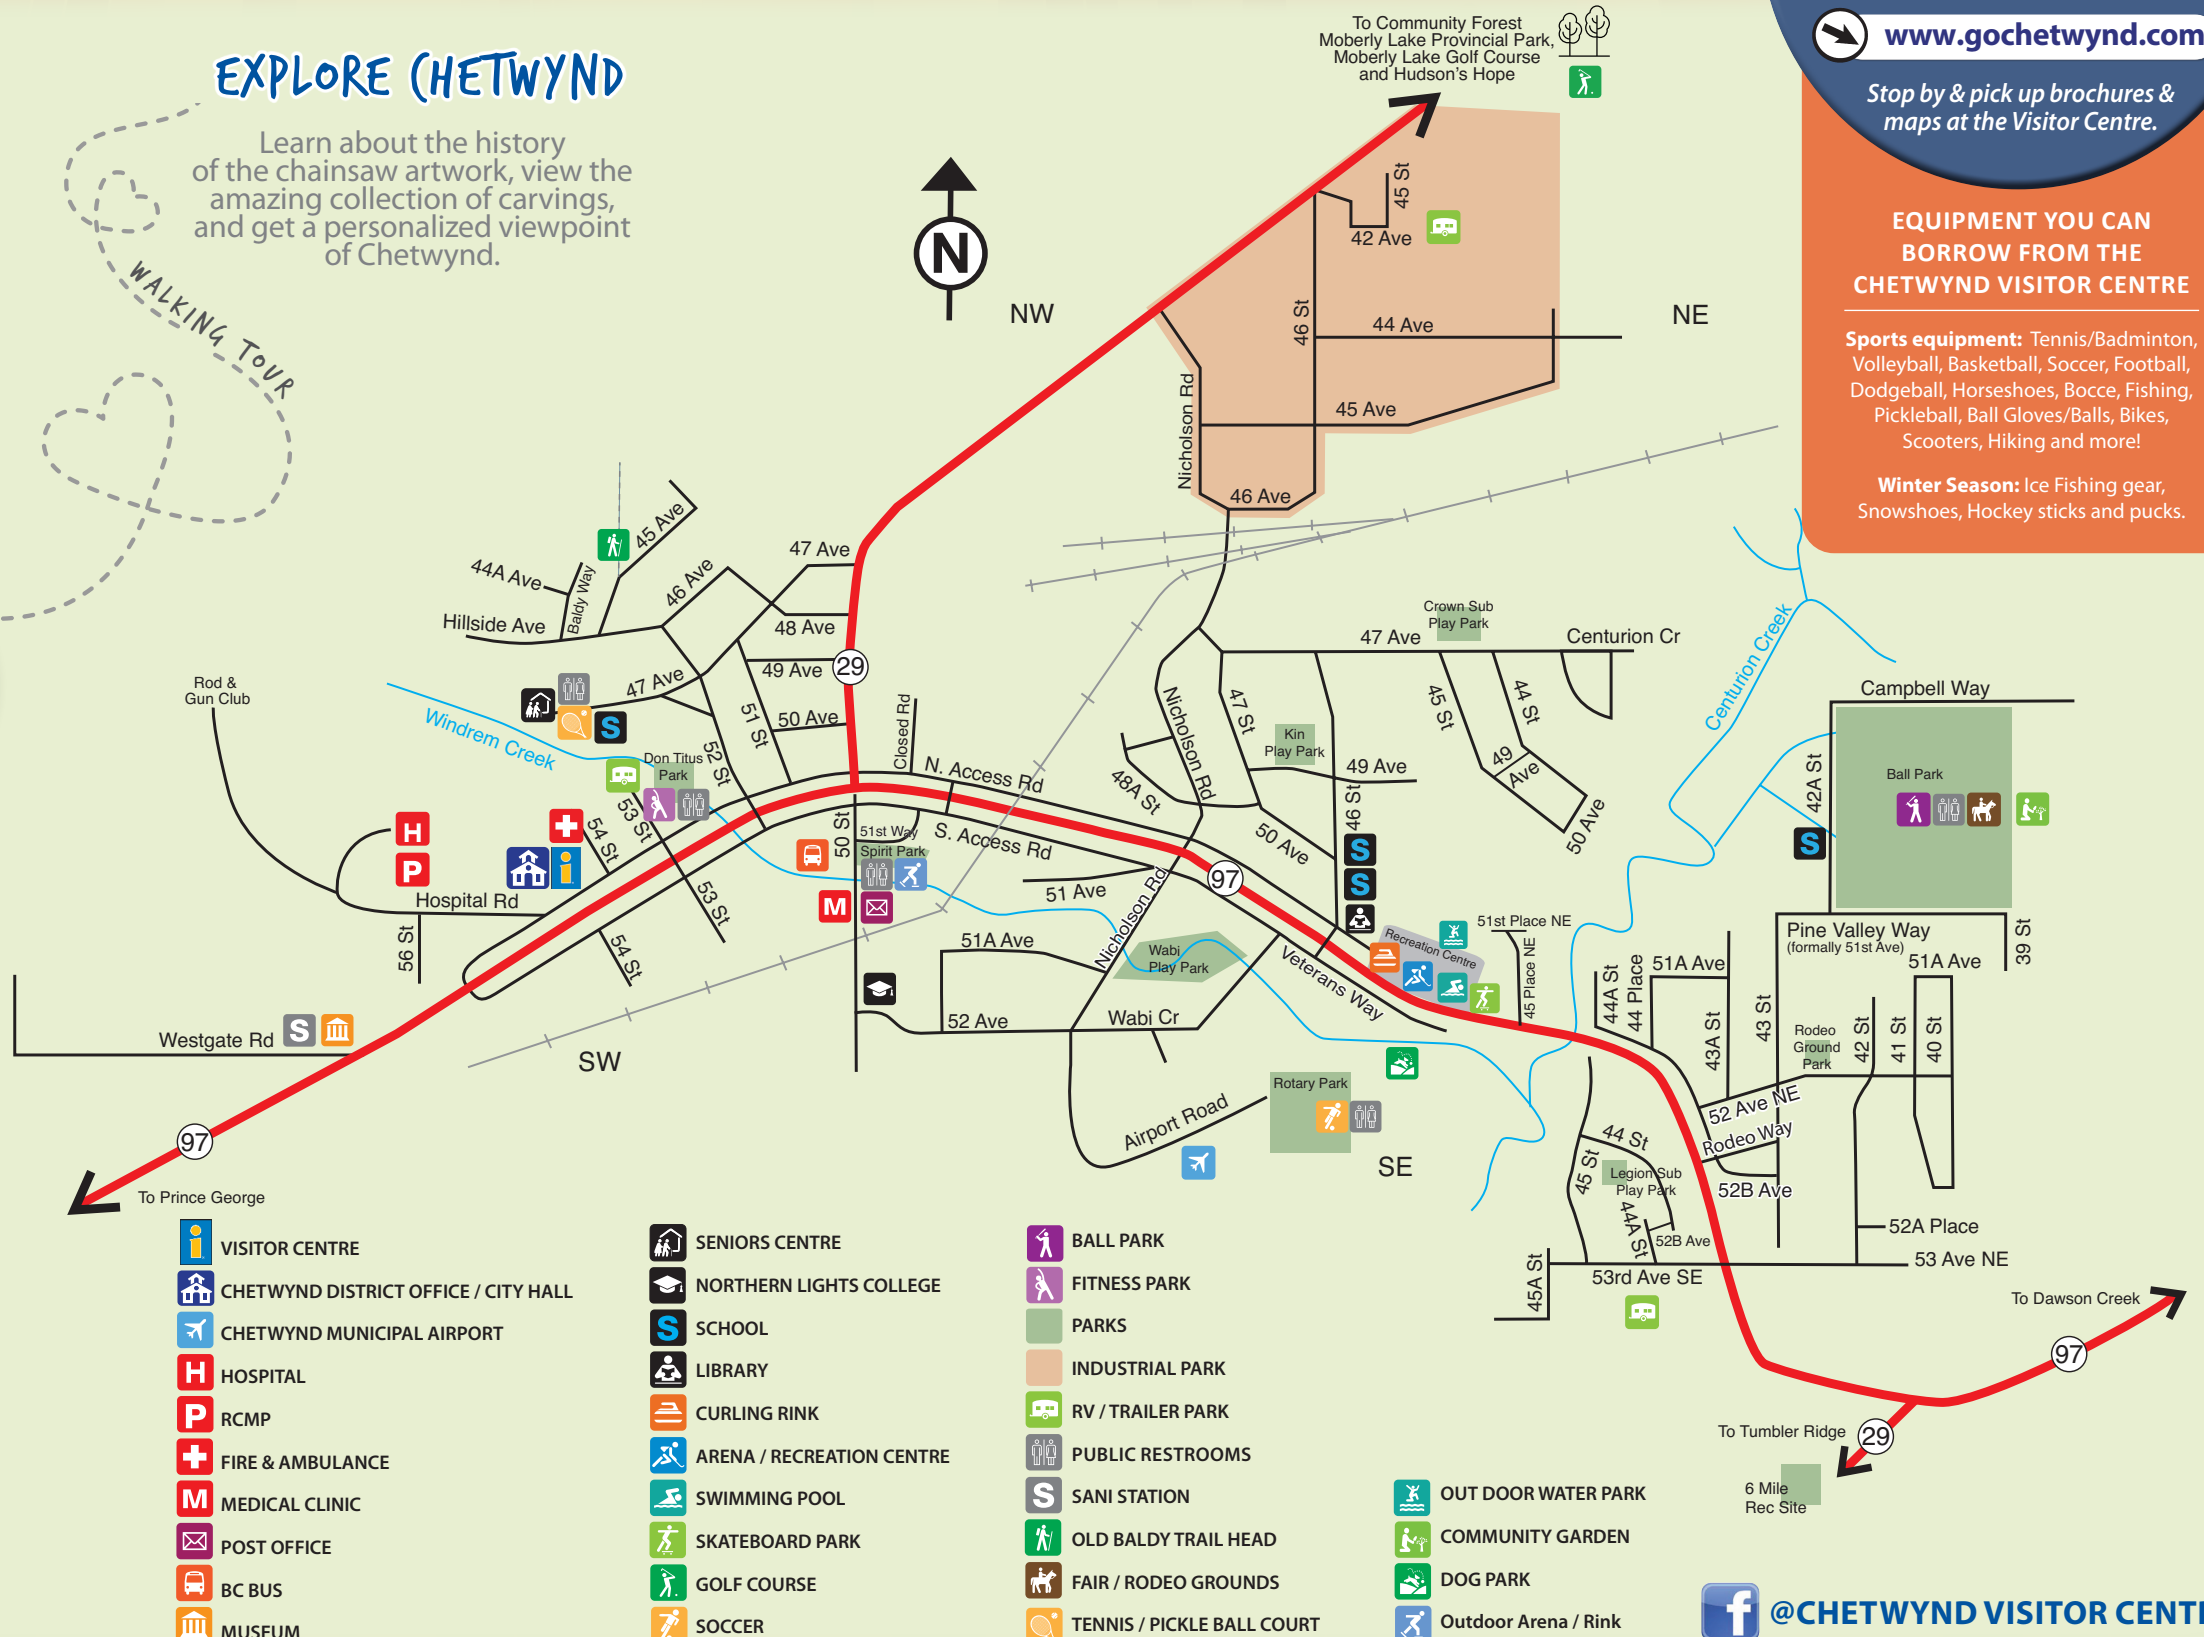 EXPLORE CHETWYND
Learn about the history
of the chainsaw artwork, view the
amazing collection of carvings,
and get a personalized viewpoint
of Chetwynd.
WALKING TOUR
N
NW
NE
SW
SE
To Community Forest
Moberly Lake Provincial Park,
Moberly Lake Golf Course
and Hudson's Hope
www.gochetwynd.com
Stop by & pick up brochures &
maps at the Visitor Centre.
EQUIPMENT YOU CAN
BORROW FROM THE
CHETWYND VISITOR CENTRE
Sports equipment: Tennis/Badminton,
Volleyball, Basketball, Soccer, Football,
Dodgeball, Horseshoes, Bocce, Fishing,
Pickleball, Ball Gloves/Balls, Bikes,
Scooters, Hiking and more!
Winter Season: Ice Fishing gear,
Snowshoes, Hockey sticks and pucks.
45 St
42 Ave
46 St
44 Ave
45 Ave
Nicholson Rd
46 Ave
45 Ave
44A Ave
Baldy Way
46 Ave
Hillside Ave
47 Ave
48 Ave
49 Ave
29
47 Ave
50 Ave
51 St
52 St
Closed Rd
Rod &
Gun Club
Windrem Creek
S
Don Titus
Park
N. Access Rd
S. Access Rd
53 St
54 St
H
P
i
Hospital Rd
56 St
53 St
54 St
50 St
51st Way
Spirit Park
M
51 Ave
51A Ave
52 Ave
Nicholson Rd
Wabi
Play Park
Wabi Cr
Veterans Way
Airport Road
Rotary Park
Westgate Rd
S
97
To Prince George
Crown Sub
Play Park
47 Ave
Centurion Cr
Centurion Creek
Nicholson Rd
47 St
Kin
Play Park
45 St
44 St
49
Ave
50 Ave
48A St
49 Ave
46 St
50 Ave
97
S
S
Recreation Centre
51st Place NE
45 Place NE
Campbell Way
42A St
Ball Park
S
Pine Valley Way
(formally 51st Ave)
39 St
51A Ave
51A Ave
44A St
44 Place
43A St
43 St
Rodeo
Ground
Park
42 St
41 St
40 St
52 Ave NE
Rodeo Way
52B Ave
45 St
44 St
Legion Sub
Play Park
44A St
52B Ave
52A Place
53 Ave NE
53rd Ave SE
45A St
To Dawson Creek
97
To Tumbler Ridge
29
6 Mile
Rec Site
i VISITOR CENTRE
CHETWYND DISTRICT OFFICE / CITY HALL
CHETWYND MUNICIPAL AIRPORT
H HOSPITAL
P RCMP
FIRE & AMBULANCE
M MEDICAL CLINIC
POST OFFICE
BC BUS
MUSEUM
SENIORS CENTRE
NORTHERN LIGHTS COLLEGE
S SCHOOL
LIBRARY
CURLING RINK
ARENA / RECREATION CENTRE
SWIMMING POOL
SKATEBOARD PARK
GOLF COURSE
SOCCER
BALL PARK
FITNESS PARK
PARKS
INDUSTRIAL PARK
RV / TRAILER PARK
PUBLIC RESTROOMS
S SANI STATION
OLD BALDY TRAIL HEAD
FAIR / RODEO GROUNDS
TENNIS / PICKLE BALL COURT
OUT DOOR WATER PARK
COMMUNITY GARDEN
DOG PARK
Outdoor Arena / Rink
f @CHETWYND VISITOR CENT